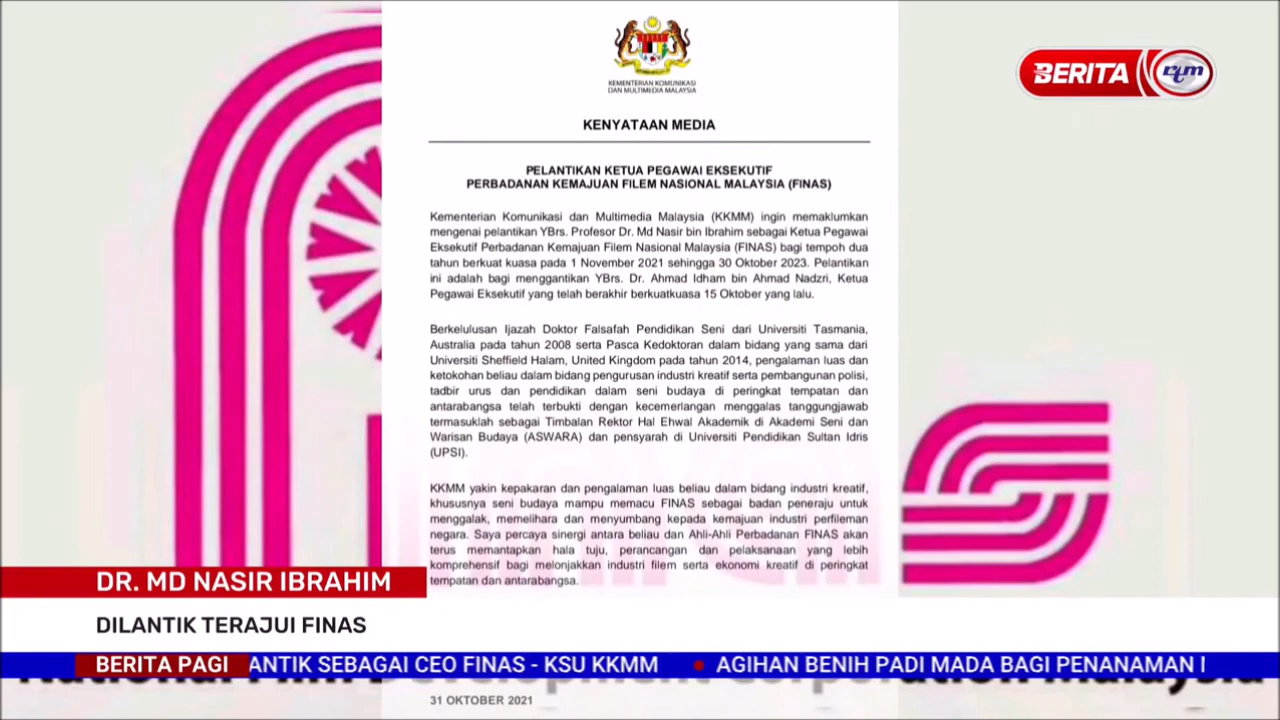 KEMENTERIAN KOMUNIKASI
DAN MULTIMEDIA MALAYSIA
BERITA rtm
KENYATAAN MEDIA
PELANTIKAN KETUA PEGAWAI EKSEKUTIF
PERBADANAN KEMAJUAN FILEM NASIONAL MALAYSIA (FINAS)
Kementerian Komunikasi dan Multimedia Malaysia (KKMM) ingin memaklumkan
mengenai pelantikan YBrs. Profesor Dr. Md Nasir bin Ibrahim sebagai Ketua Pegawai
Eksekutif Perbadanan Kemajuan Filem Nasional Malaysia (FINAS) bagi tempoh dua
tahun berkuat kuasa pada 1 November 2021 sehingga 30 Oktober 2023. Pelantikan
ini adalah bagi menggantikan YBrs. Dr. Ahmad Idham bin Ahmad Nadzri, Ketua
Pegawai Eksekutif yang telah berakhir berkuatkuasa 15 Oktober yang lalu.
Berkelulusan Ijazah Doktor Falsafah Pendidikan Seni dari Universiti Tasmania,
Australia pada tahun 2008 serta Pasca Kedoktoran dalam bidang yang sama dari
Universiti Sheffield Halam, United Kingdom pada tahun 2014, pengalaman luas dan
ketokohan beliau dalam bidang pengurusan industri kreatif serta pembangunan polisi,
tadbir urus dan pendidikan dalam seni budaya di peringkat tempatan dan
antarabangsa telah terbukti dengan kecemerlangan menggalas tanggungjawab
termasuklah sebagai Timbalan Rektor Hal Ehwal Akademik di Akademi Seni dan
Warisan Budaya (ASWARA) dan pensyarah di Universiti Pendidikan Sultan Idris
(UPSI).
KKMM yakin kepakaran dan pengalaman luas beliau dalam bidang industri kreatif,
khususnya seni budaya mampu memacu FINAS sebagai badan peneraju untuk
menggalak, memelihara dan menyumbang kepada kemajuan industri perfileman
negara. Saya percaya sinergi antara beliau dan Ahli-Ahli Perbadanan FINAS akan
terus memantapkan hala tuju, perancangan dan pelaksanaan yang lebih
komprehensif bagi melonjakkan industri filem serta ekonomi kreatif di peringkat
tempatan dan antarabangsa.
DR. MD NASIR IBRAHIM
DILANTIK TERAJUI FINAS
BERITA PAGI ANTIK SEBAGAI CEO FINAS - KSU KKMM • AGIHAN BENIH PADI MADA BAGI PENANAMAN
31 OKTOBER 2021